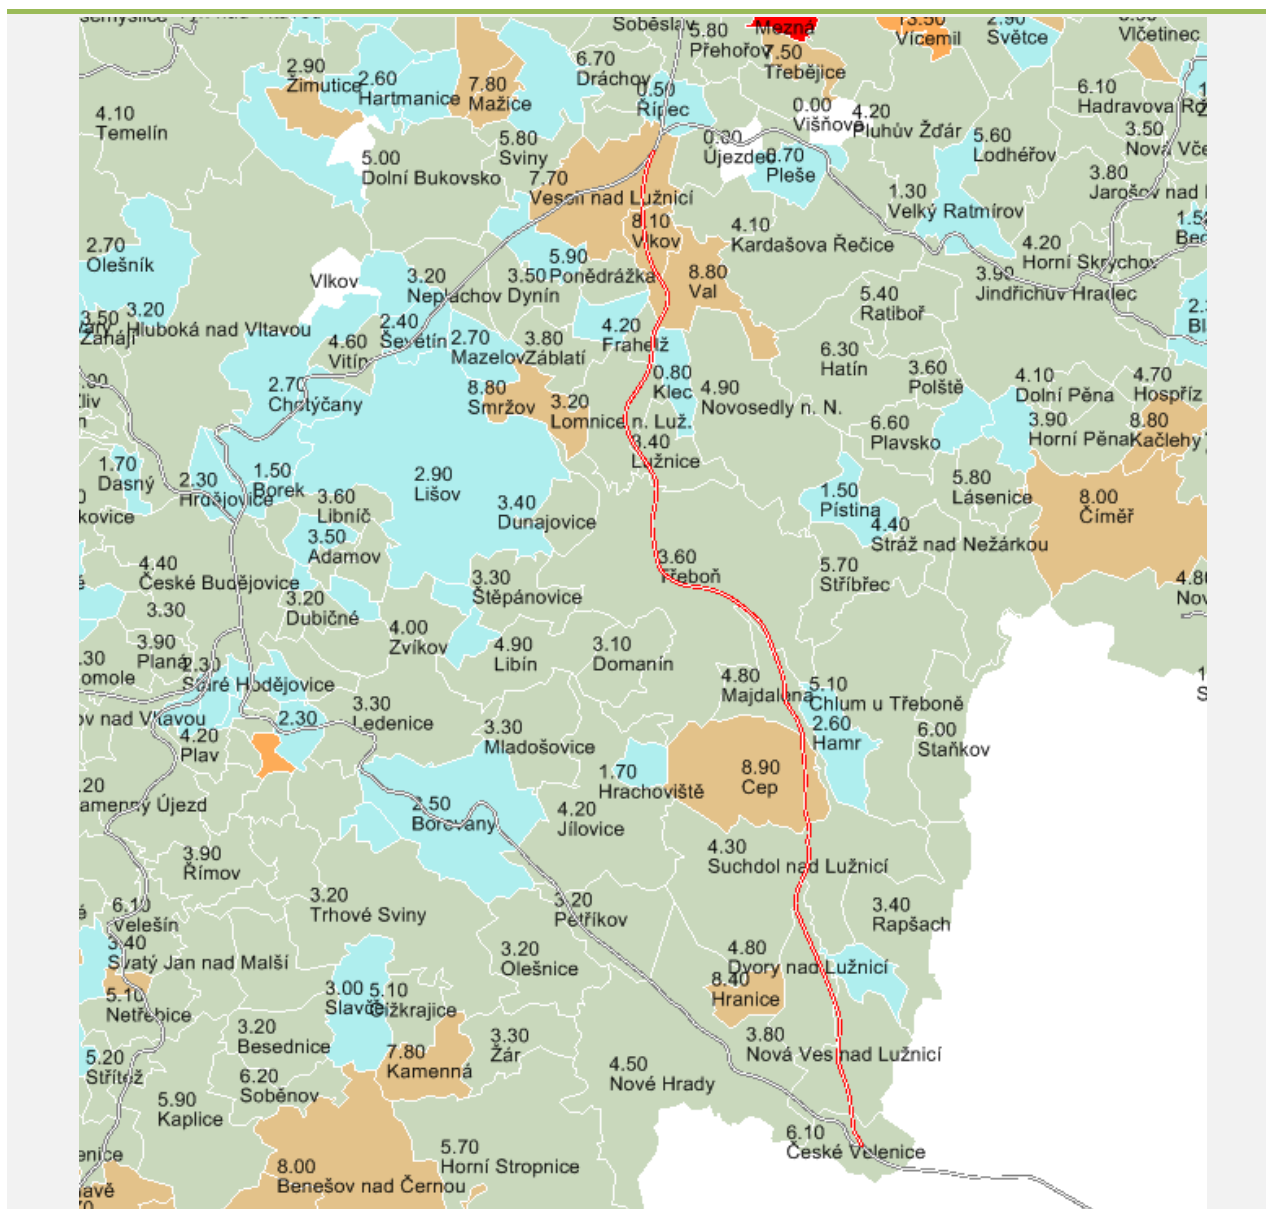 Soběslav
5.80
Přehořov
Mezná
7.50
Třebějice
13.50
Vícemil
2.90
Světce
Vlčetinec
2.90
Zimutice
2.60
Hartmanice
7.80
Mažice
6.70
Dráchov
0.50
Řípec
0.00
Višňová
4.20
Pluhův Žďár
6.10
Hadravova
4.10
Temelín
5.00
Dolní Bukovsko
5.80
Sviny
7.70
Veselí nad Lužnicí
0.00
Újezdec
0.70
Pleše
5.60
Lodhéřov
3.50
3.80
Jarošov nad
1.30
Velký Ratmírov
8.10
Vlkov
4.10
Kardašova Řečice
4.20
Horní Skrychov
2.70
Olešník
Vlkov
3.20
Neplachov
3.50
Dynín
5.90
Ponědrážka
8.80
Val
3.90
Jindřichův Hradec
5.40
Ratiboř
3.50
Zahájí
3.20
Hluboká nad Vltavou
2.40
Ševětín
4.60
Vitín
2.70
Mazelov
3.80
Záblatí
4.20
Frahelž
6.30
Hatín
2.70
Chotýčany
8.80
Smržov
3.20
Lomnice n. Luž.
0.80
Klec
4.90
Novosedly n. N.
3.60
Polště
4.10
Dolní Pěna
4.70
Hospříz
6.60
Plavsko
3.90
Horní Pěna
8.80
Kačlehy
3.40
Lužnice
1.70
Dasný
2.30
Hrdějovice
1.50
Borek
2.90
Lišov
3.60
Libníč
3.40
Dunajovice
1.50
Pístina
5.80
Lásenice
8.00
Číměř
3.50
Adamov
4.40
Stráž nad Nežárkou
4.40
České Budějovice
3.30
Štěpánovice
3.60
Třeboň
5.70
Stříbřec
3.30
3.20
Dubičné
4.00
Zvíkov
4.90
Libín
3.10
Domanín
3.90
Planá
2.30
Staré Hodějovice
4.80
Majdalena
5.10
Chlum u Třeboně
3.30
Ledenice
2.30
4.20
Plav
3.30
Mladošovice
2.60
Hamr
6.00
Staňkov
1.70
Hrachoviště
8.90
Cep
2.50
Borovany
4.20
Jílovice
3.90
Římov
4.30
Suchdol nad Lužnicí
3.20
Trhové Sviny
6.10
Velešín
3.20
Petříkov
3.40
Rapšach
3.40
Svatý Jan nad Malší
3.20
Olešnice
4.80
Dvory nad Lužnicí
5.10
Netřebice
3.00
Slavče
5.10
Čížkrajice
8.40
Hranice
3.20
Besednice
3.30
Žár
3.80
Nová Ves nad Lužnicí
5.20
Střítež
7.80
Kamenná
4.50
Nové Hrady
6.20
Soběnov
5.90
Kaplice
6.10
České Velenice
5.70
Horní Stropnice
8.00
Benešov nad Černou